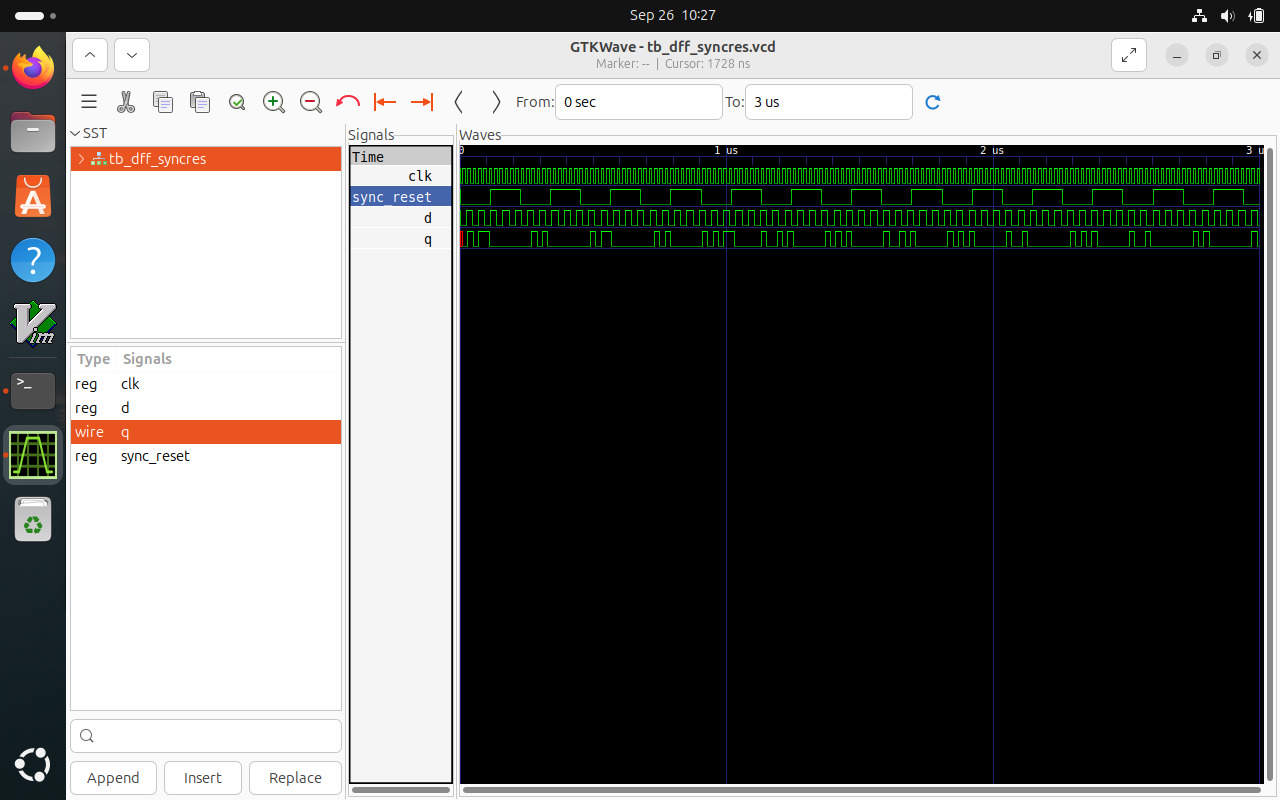 Sep 26 10:27
GTKWave - tb_dff_syncres.vcd
Marker: -- | Cursor: 1728 ns
From: 0 sec To: 3 us
SST
tb_dff_syncres
Type Signals
reg clk
reg d
wire q
reg sync_reset
Append Insert Replace
Signals
Time
clk
sync_reset
d
q
Waves
0 1 us 2 us 3 u
>_
?
Vim